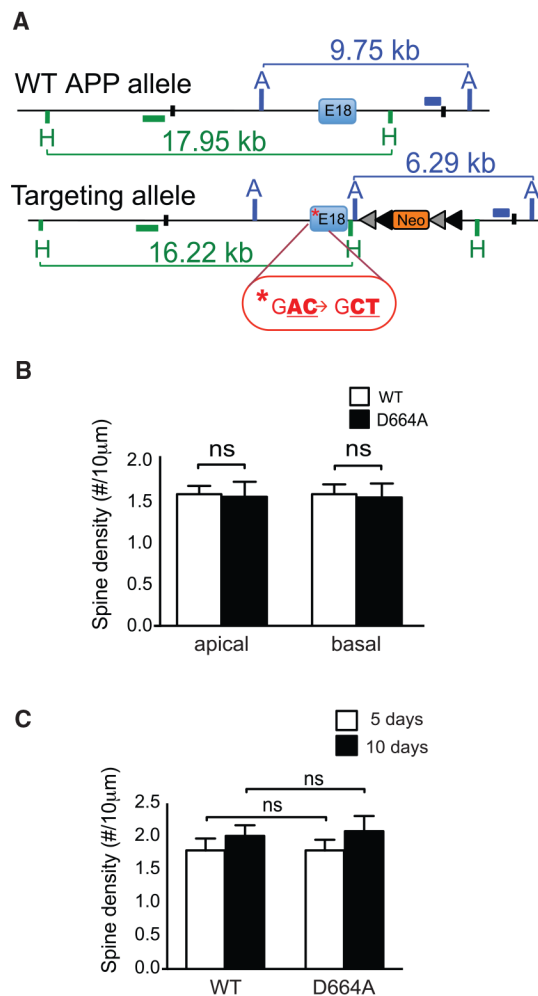 A
9.75 kb
WT APP allele
A
A
E18
H
H
17.95 kb
6.29 kb
Targeting allele
A
A
A
*E18
Neo
H
H
H
16.22 kb
* GAC→ GCT
B
WT
D664A
Spine density (#/10μm)
2.0
1.5
1.0
0.5
0.0
ns
ns
apical
basal
C
5 days
10 days
Spine density (#/10μm)
2.5
2.0
1.5
1.0
0.5
0.0
ns
ns
WT
D664A